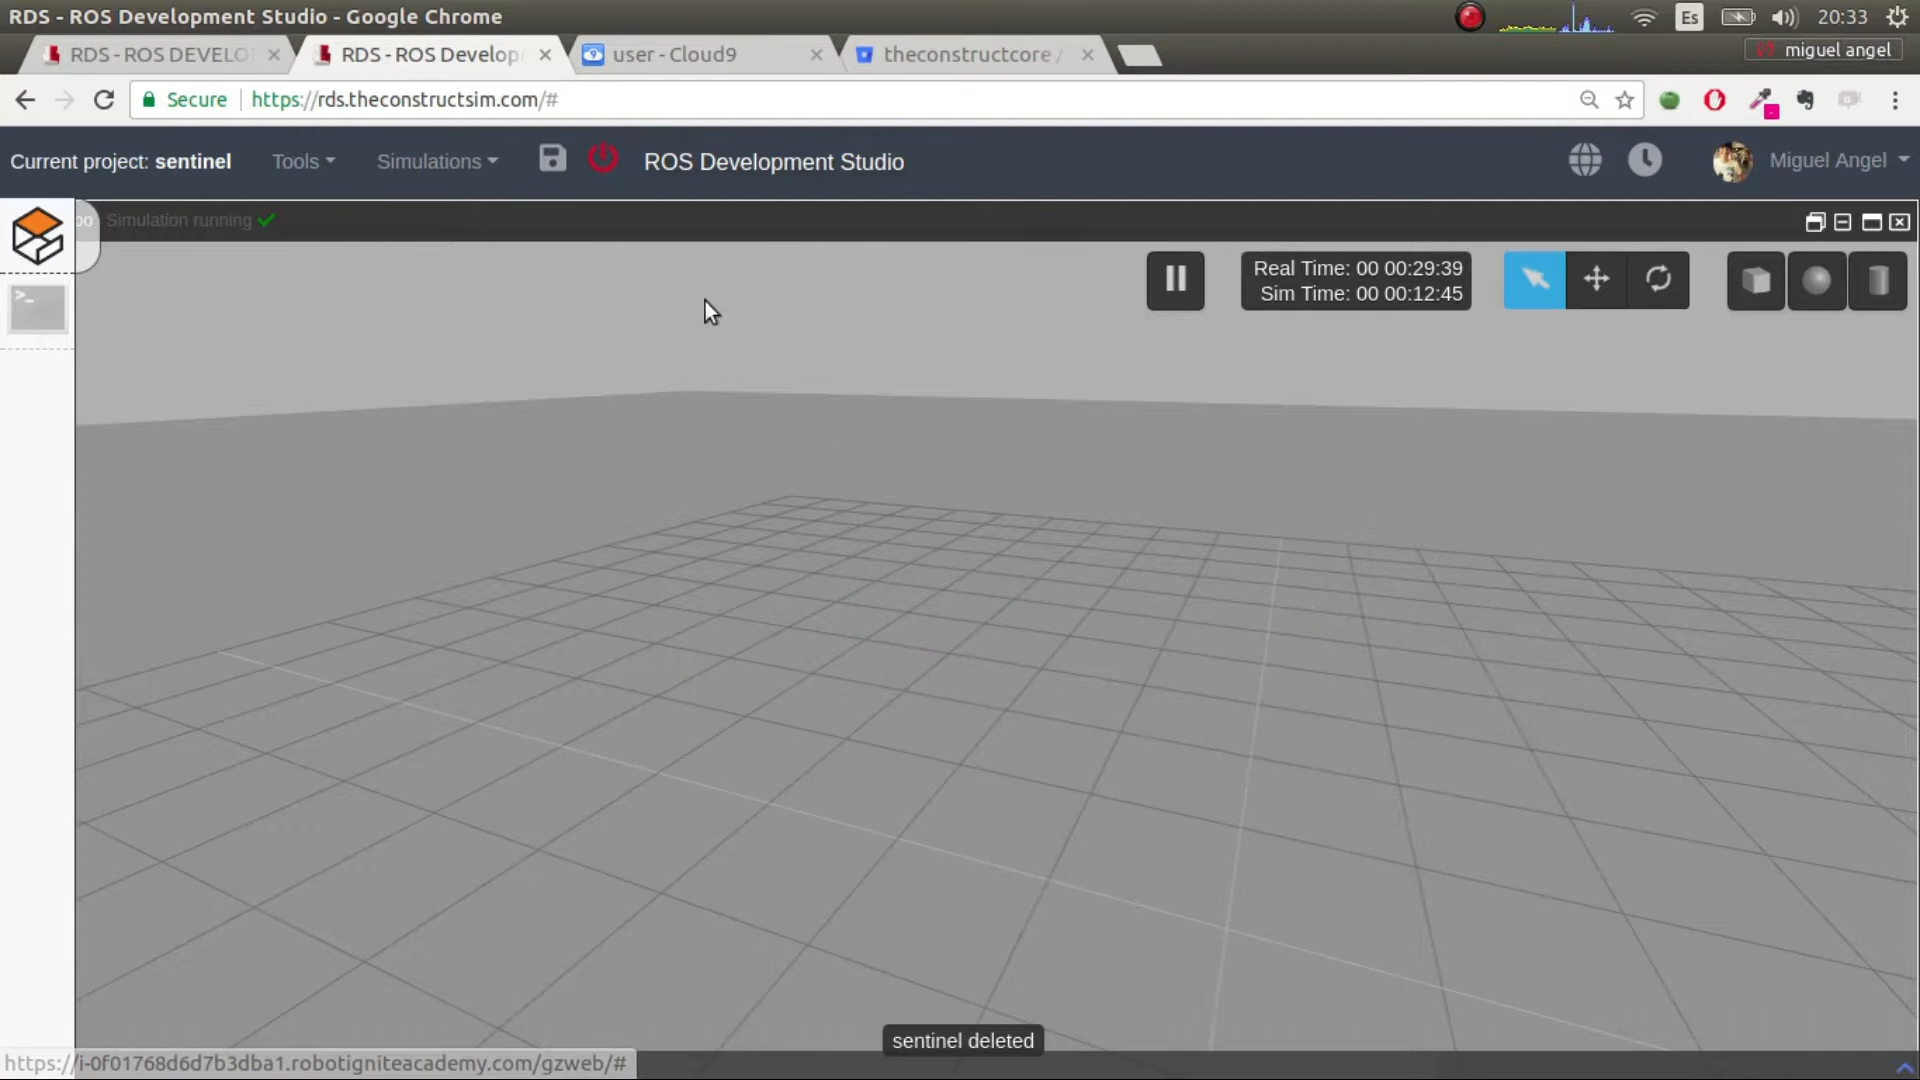 RDS - ROS Development Studio - Google Chrome
Es
20:33
RDS - ROS DEVELO
RDS - ROS Develop
user - Cloud9
theconstructcore /
miguel angel
Secure
https://rds.theconstructsim.com/#
Current project: sentinel
Tools
Simulations
ROS Development Studio
Miguel Angel
bo
Simulation running
>_
Real Time: 00 00:29:39
Sim Time: 00 00:12:45
sentinel deleted
https://i-0f01768d6d7b3dba1.robotigniteacademy.com/gzweb/#